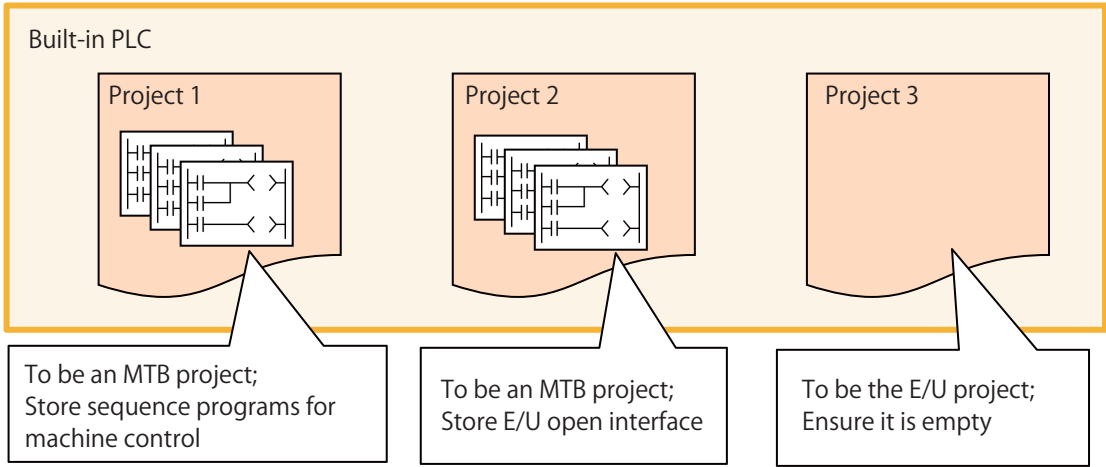 Built-in PLC
Project 1
Project 2
Project 3
To be an MTB project;
Store sequence programs for
machine control
To be an MTB project;
Store E/U open interface
To be the E/U project;
Ensure it is empty